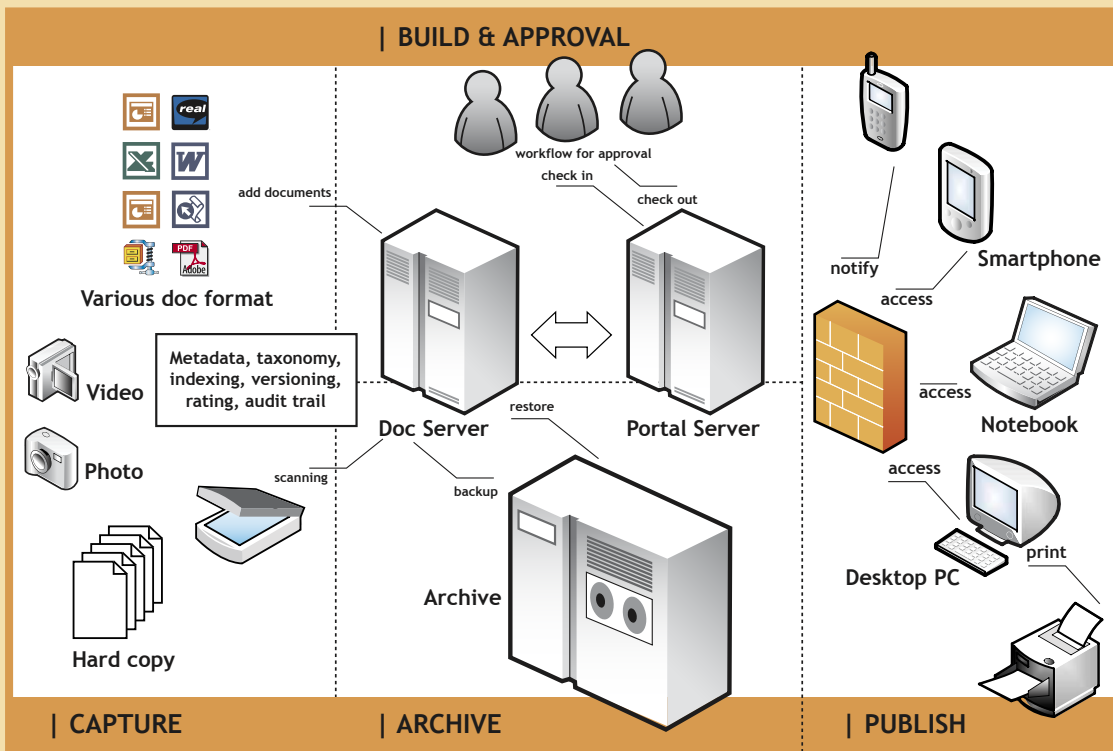 | BUILD & APPROVAL
real
X
W
PDF
Adobe
Various doc format
add documents
workflow for approval
check in
check out
notify
access
Smartphone
Metadata, taxonomy,
indexing, versioning,
rating, audit trail
Video
Photo
Doc Server
Portal Server
access
Notebook
restore
scanning
backup
access
Desktop PC
print
Archive
Hard copy
| CAPTURE
| ARCHIVE
| PUBLISH